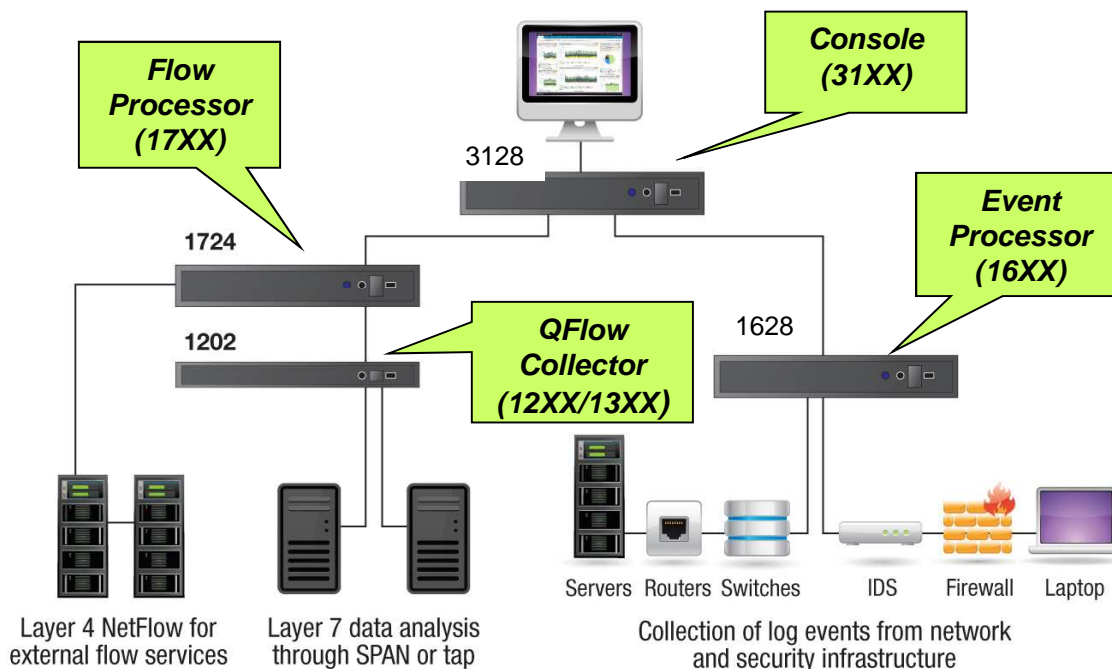 Flow
Processor
(17XX)
Console
(31XX)
3128
Event
Processor
(16XX)
1724
1202
QFlow
Collector
(12XX/13XX)
1628
Servers
Routers
Switches
IDS
Firewall
Laptop
Layer 4 NetFlow for
external flow services
Layer 7 data analysis
through SPAN or tap
Collection of log events from network
and security infrastructure